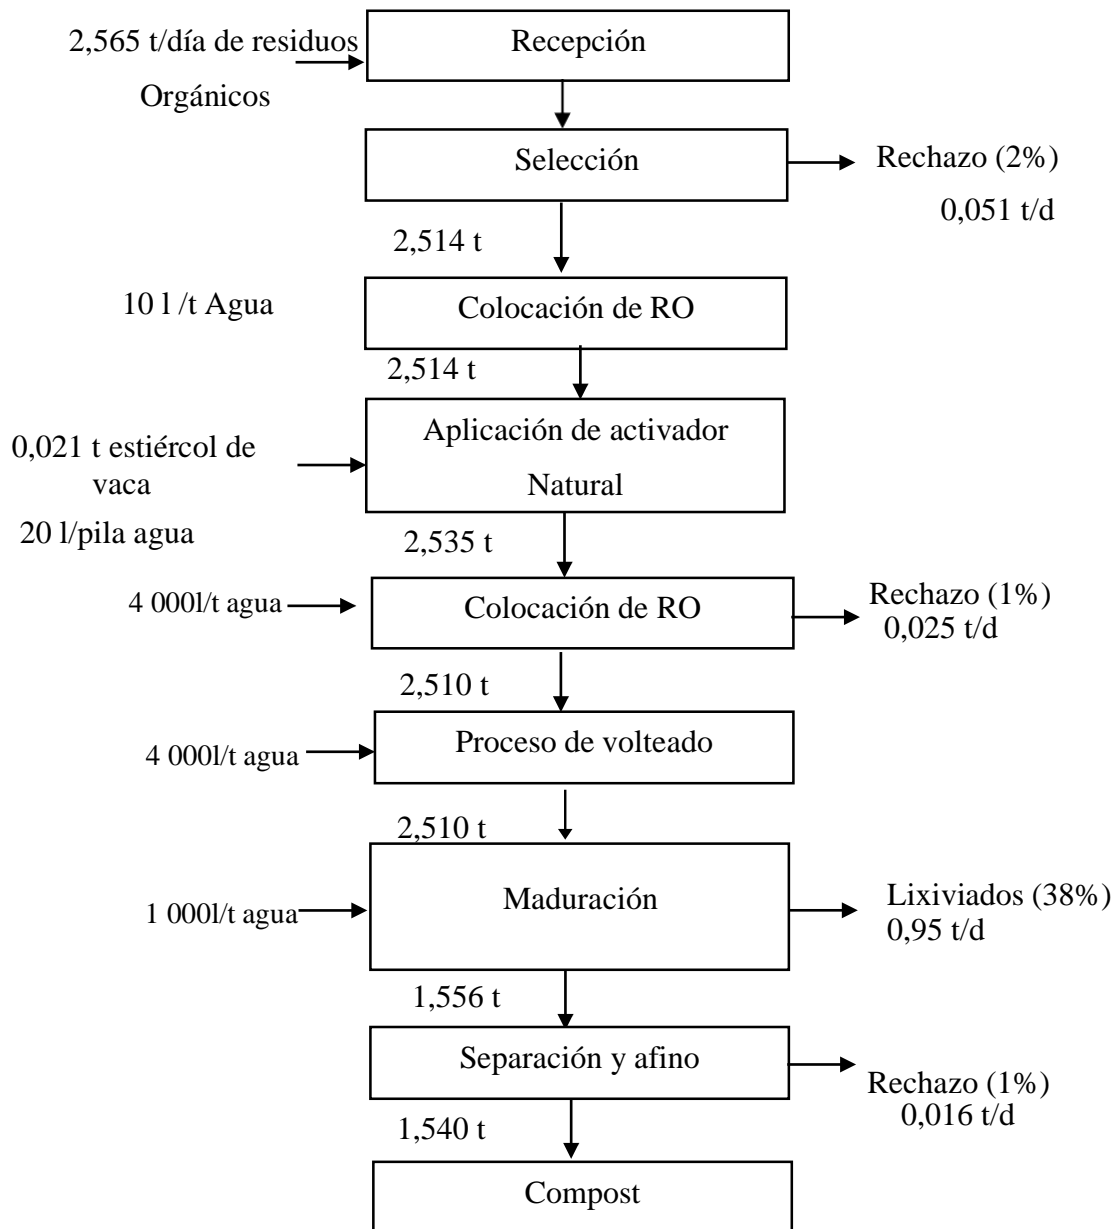 2,565 t/día de residuos
Orgánicos
Recepción
Selección
Rechazo (2%)
0,051 t/d
2,514 t
10 l /t Agua
Colocación de RO
2,514 t
Aplicación de activador
Natural
0,021 t estiércol de
vaca
20 l/pila agua
2,535 t
4 000l/t agua
Colocación de RO
Rechazo (1%)
0,025 t/d
2,510 t
4 000l/t agua
Proceso de volteado
2,510 t
1 000l/t agua
Maduración
Lixiviados (38%)
0,95 t/d
1,556 t
Separación y afino
Rechazo (1%)
0,016 t/d
1,540 t
Compost